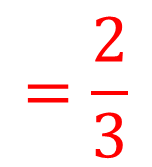 = 2/3